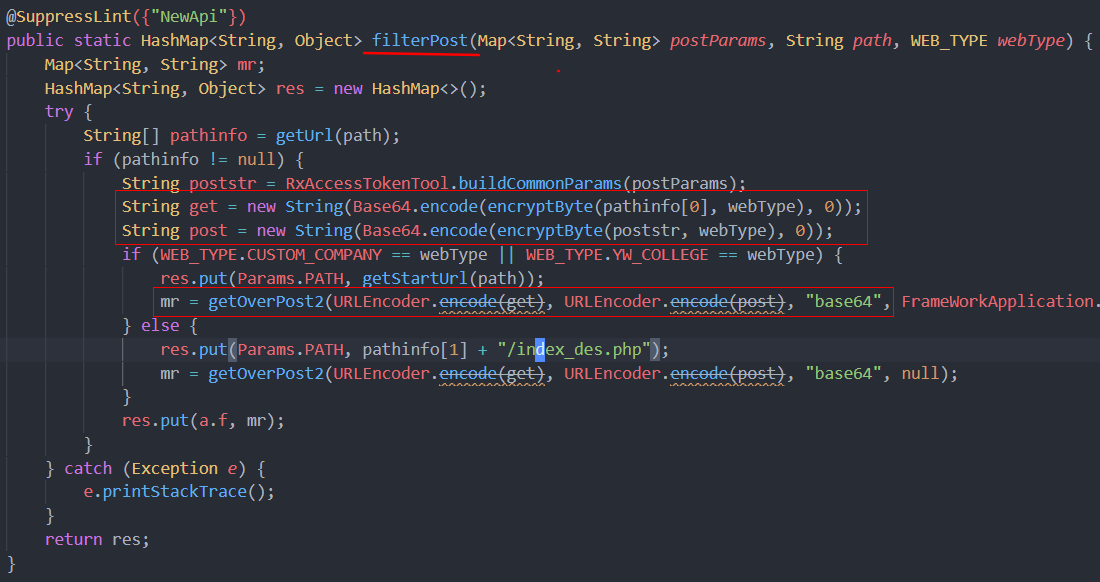 @SuppressLint({"NewApi"})
public static HashMap<String, Object> filterPost(Map<String, String> postParams, String path, WEB_TYPE webType) {
    Map<String, String> mr;
    HashMap<String, Object> res = new HashMap<>();
    try {
        String[] pathinfo = getUrl(path);
        if (pathinfo != null) {
            String poststr = RxAccessTokenTool.buildCommonParams(postParams);
            String get = new String(Base64.encode(encryptByte(pathinfo[0], webType), 0));
            String post = new String(Base64.encode(encryptByte(poststr, webType), 0));
            if (WEB_TYPE.CUSTOM_COMPANY == webType || WEB_TYPE.YW_COLLEGE == webType) {
                res.put(Params.PATH, getStartUrl(path));
                mr = getOverPost2(URLEncoder.encode(get), URLEncoder.encode(post), "base64", FrameWorkApplication.
            } else {
                res.put(Params.PATH, pathinfo[1] + "/index_des.php");
                mr = getOverPost2(URLEncoder.encode(get), URLEncoder.encode(post), "base64", null);
            }
            res.put(a.f, mr);
        }
    } catch (Exception e) {
        e.printStackTrace();
    }
    return res;
}